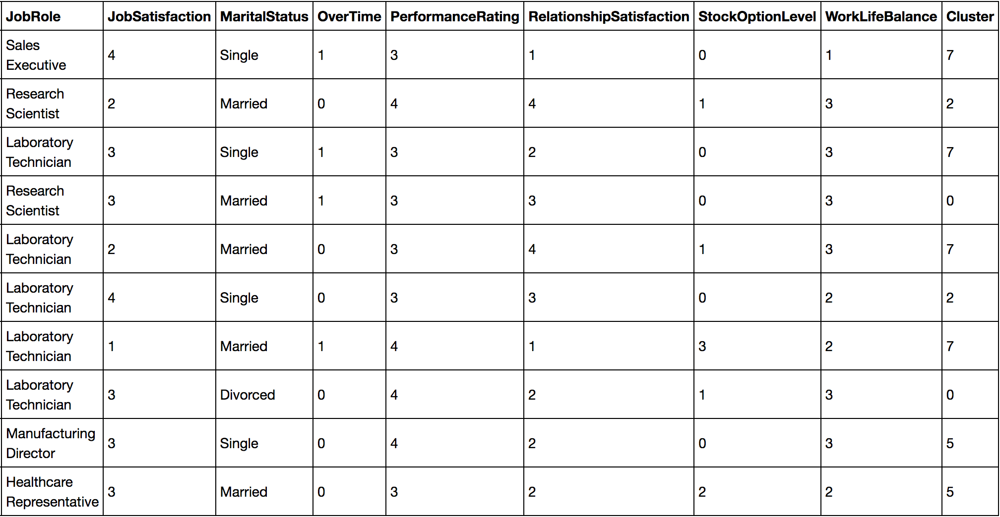 JobRole JobSatisfaction MaritalStatus OverTime PerformanceRating RelationshipSatisfaction StockOptionLevel WorkLifeBalance Cluster
Sales
Executive 4 Single 1 3 1 0 1 7
Research
Scientist 2 Married 0 4 4 1 3 2
Laboratory
Technician 3 Single 1 3 2 0 3 7
Research
Scientist 3 Married 1 3 3 0 3 0
Laboratory
Technician 2 Married 0 3 4 1 3 7
Laboratory
Technician 4 Single 0 3 3 0 2 2
Laboratory
Technician 1 Married 1 4 1 3 2 7
Laboratory
Technician 3 Divorced 0 4 2 1 3 0
Manufacturing
Director 3 Single 0 4 2 0 3 5
Healthcare
Representative 3 Married 0 3 2 2 2 5